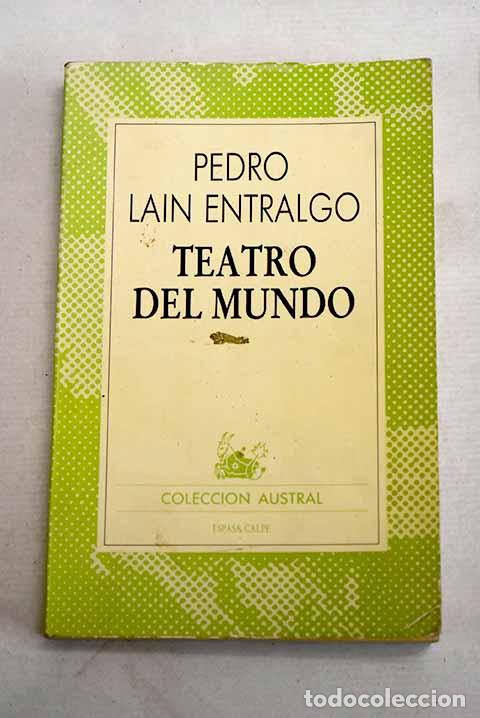 PEDRO
LAIN ENTRALGO
TEATRO
DEL MUNDO
COLECCION AUSTRAL
ESPASA CALPE
todocoleccion